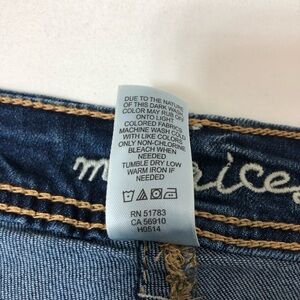 DUE TO THE NATURE
OF THIS DARK WASH
COLOR MAY RUB OFF
ONTO LIGHT
COLORED FABRICS
MACHINE WASH COLD
WITH LIKE COLORS
ONLY NON-CHLORINE
BLEACH WHEN
NEEDED
TUMBLE DRY LOW
WARM IRON IF
NEEDED
RN 51783
CA 56910
H0514